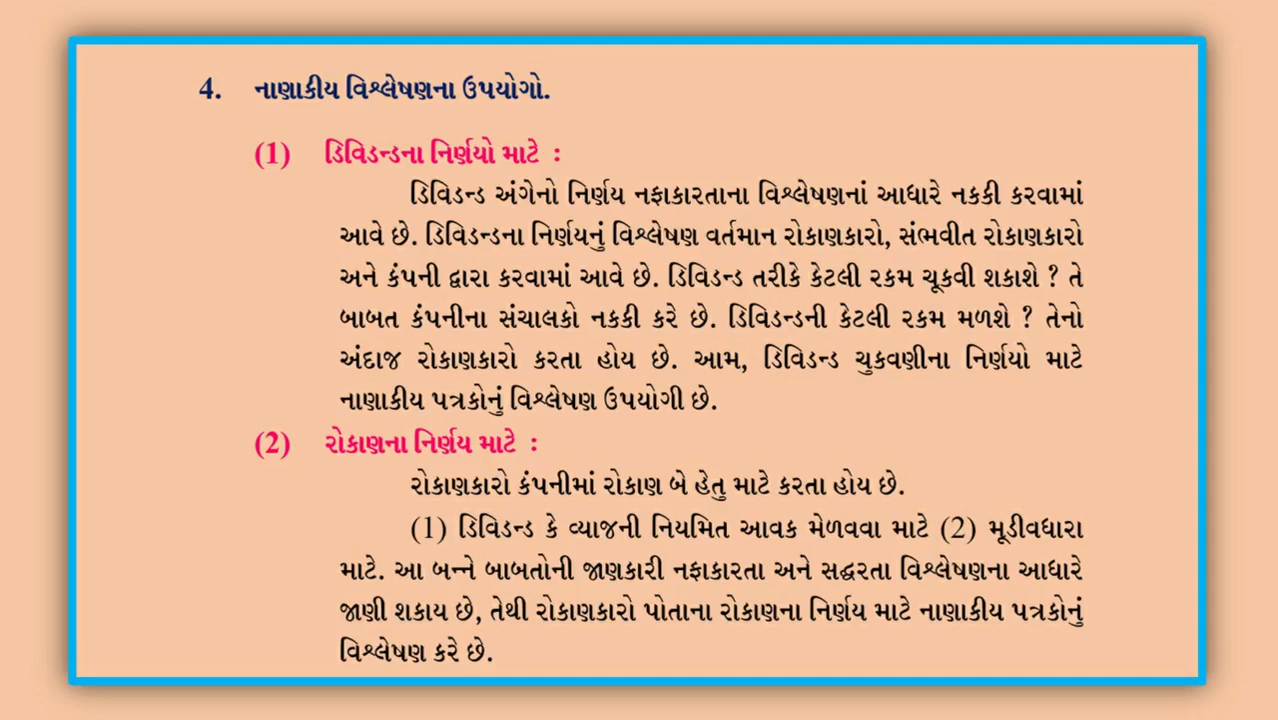 4. નાણાકીય વિશ્લેષણના ઉપયોગો.
(1) ડિવિડન્ડના નિર્ણયો માટે :
ડિવિડન્ડ અંગેનો નિર્ણય નફાકારતાના વિશ્લેષણનાં આધારે નકકી કરવામાં
આવે છે. ડિવિડન્ડના નિર્ણયનું વિશ્લેષણ વર્તમાન રોકાણકારો, સંભવીત રોકાણકારો
અને કંપની દ્વારા કરવામાં આવે છે. ડિવિડન્ડ તરીકે કેટલી રકમ ચૂકવી શકાશે ? તે
બાબત કંપનીના સંચાલકો નકકી કરે છે. ડિવિડન્ડની કેટલી રકમ મળશે ? તેનો
અંદાજ રોકાણકારો કરતા હોય છે. આમ, ડિવિડન્ડ ચુકવણીના નિર્ણયો માટે
નાણાકીય પત્રકોનું વિશ્લેષણ ઉપયોગી છે.
(2) રોકાણના નિર્ણય માટે :
રોકાણકારો કંપનીમાં રોકાણ બે હેતુ માટે કરતા હોય છે.
(1) ડિવિડન્ડ કે વ્યાજની નિયમિત આવક મેળવવા માટે (2) મૂડીવધારા
માટે. આ બન્ને બાબતોની જાણકારી નફાકારતા અને સદ્ધરતા વિશ્લેષણના આધારે
જાણી શકાય છે, તેથી રોકાણકારો પોતાના રોકાણના નિર્ણય માટે નાણાકીય પત્રકોનું
વિશ્લેષણ કરે છે.